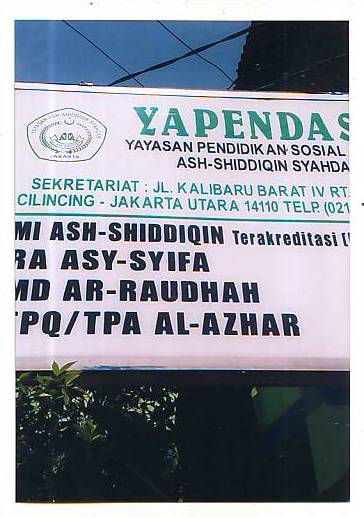 YAPENDAS
YAYASAN PENDIDIKAN SOSIAL
ASH-SHIDDIQIN SYAHDA
SEKRETARIAT : JL. KALIBARU BARAT IV RT.
CILINCING - JAKARTA UTARA 14110 TELP. (021
MI ASH-SHIDDIQIN Terakreditasi (
RA ASY-SYIFA
MD AR-RAUDHAH
TPQ/TPA AL-AZHAR
JAKARTA